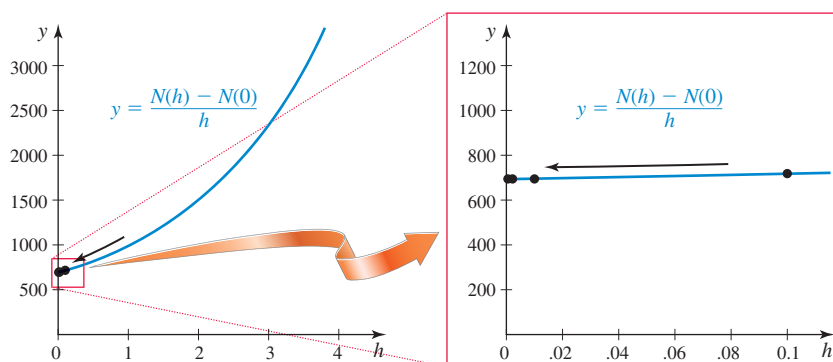 y
3000
2500
2000
1500
1000
500
0 1 2 3 4 h
y = N(h) − N(0)
h
y
1200
1000
800
600
400
200
0 .02 .04 .06 .08 0.1 h
y = N(h) − N(0)
h